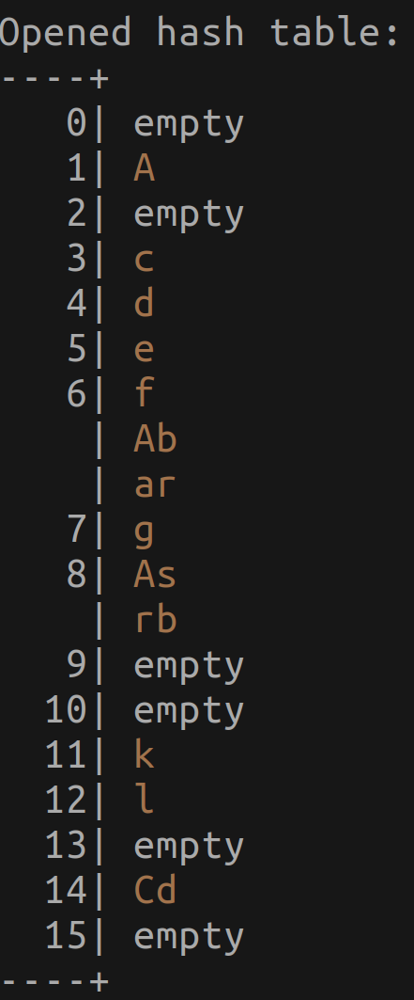 Opened hash table:
----+
   0| empty
   1| A
   2| empty
   3| c
   4| d
   5| e
   6| f
    | Ab
    | ar
   7| g
   8| As
    | rb
   9| empty
  10| empty
  11| k
  12| l
  13| empty
  14| Cd
  15| empty
----+